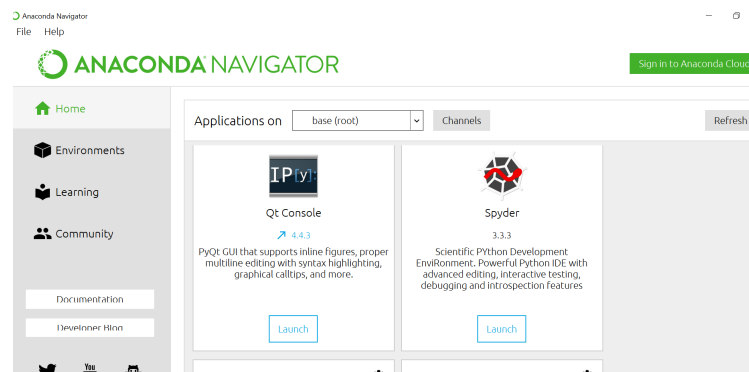 Anaconda Navigator
File Help
ANACONDA NAVIGATOR
Sign in to Anaconda Cloud
Home
Applications on base (root) Channels Refresh
Environments
Learning
Community
Documentation
Developer Blog
You
IP[y]:
Qt Console
4.4.3
PyQt GUI that supports inline figures, proper
multiline editing with syntax highlighting,
graphical calltips, and more.
Launch
Spyder
3.3.3
Scientific PYthon Development
EnviRonment. Powerful Python IDE with
advanced editing, interactive testing,
debugging and introspection features
Launch